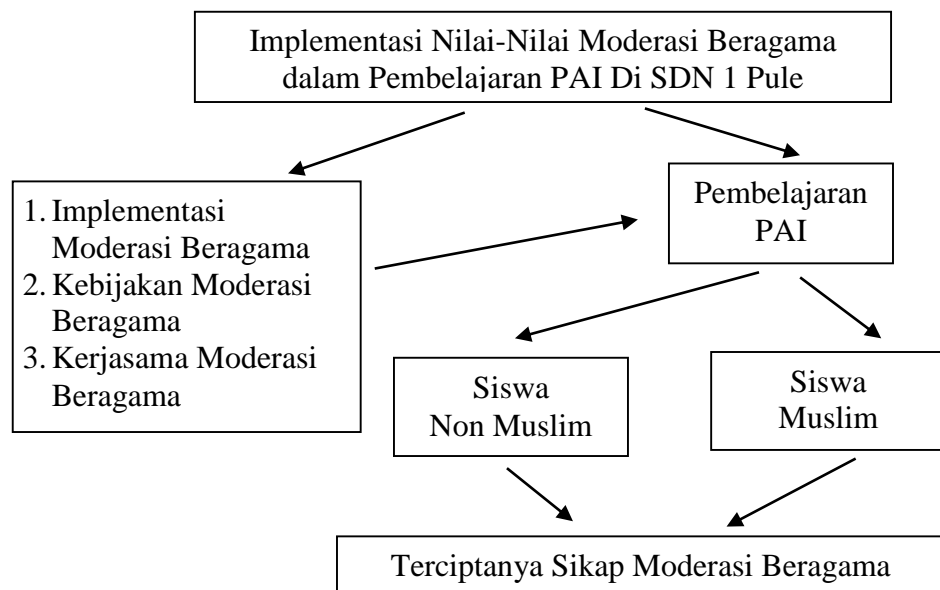 Implementasi Nilai-Nilai Moderasi Beragama
dalam Pembelajaran PAI Di SDN 1 Pule
1. Implementasi
Moderasi Beragama
2. Kebijakan Moderasi
Beragama
3. Kerjasama Moderasi
Beragama
Pembelajaran
PAI
Siswa
Non Muslim
Siswa
Muslim
Terciptanya Sikap Moderasi Beragama